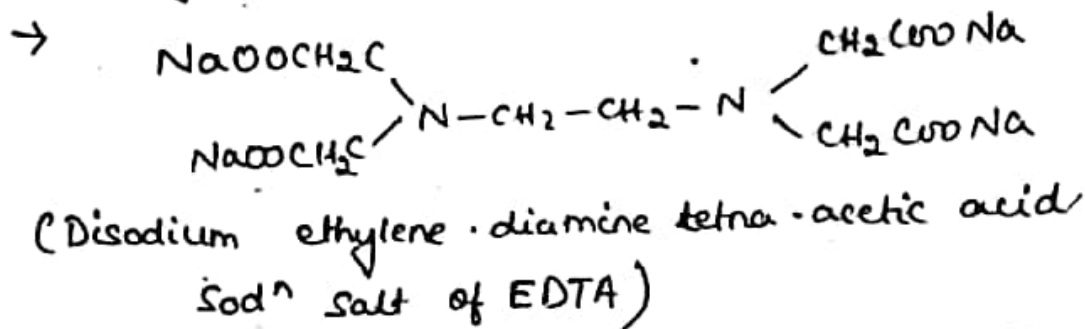 → NaOOCH2C CH2COONa
N-CH2-CH2-N
NaOOCH2C CH2COONa
(Disodium ethylene.diamine tetra-acetic acid
sodⁿ salt of EDTA)